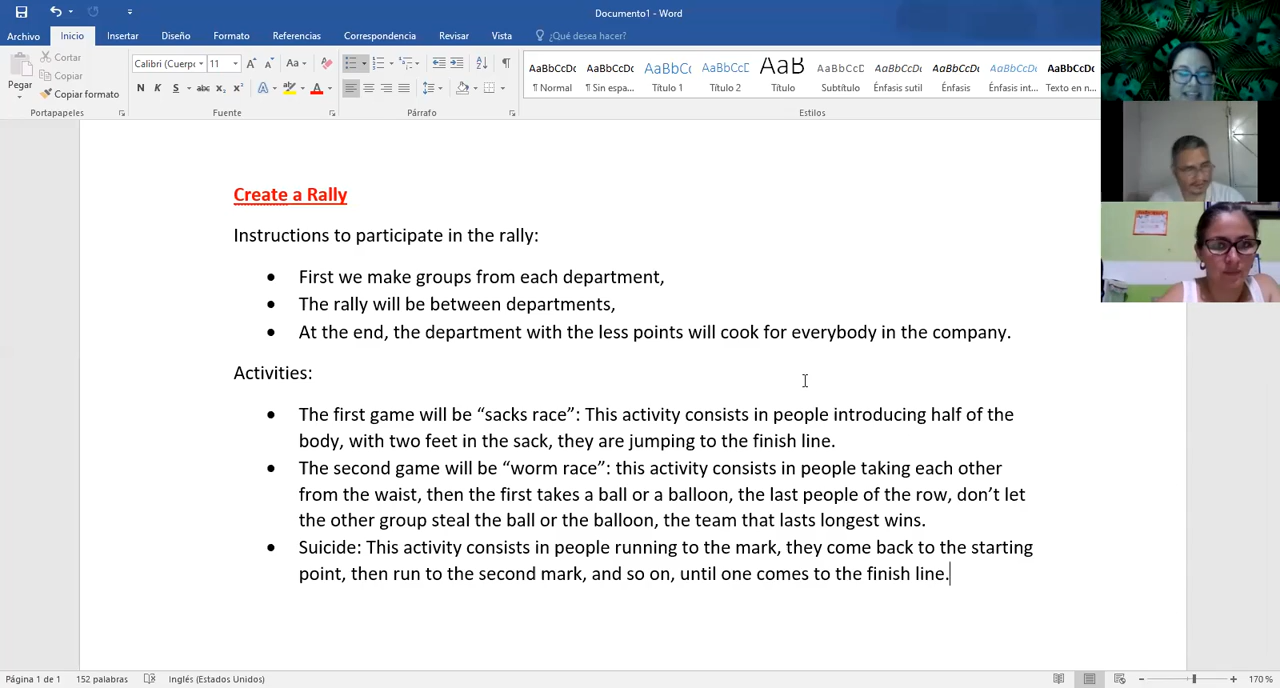 Documento1 - Word
Archivo Inicio Insertar Diseño Formato Referencias Correspondencia Revisar Vista ¿Qué desea hacer?
Pegar
Cortar
Copiar
Copiar formato
Portapapeles
Calibri (Cuerpo 11
N K S abc x₂ x²
Fuente
Párrafo
AaBbCcDc AaBbCcDc AaBbCc AaBbCcD AaB AaBbCcD AaBbCcDc AaBbCcDc AaBbCcDc AaBbCcDc
¶ Normal ¶ Sin espa... Título 1 Título 2 Título Subtítulo Énfasis sutil Énfasis Énfasis int... Texto en n...
Estilos
Create a Rally
Instructions to participate in the rally:
• First we make groups from each department,
• The rally will be between departments,
• At the end, the department with the less points will cook for everybody in the company.
Activities:
• The first game will be “sacks race”: This activity consists in people introducing half of the
body, with two feet in the sack, they are jumping to the finish line.
• The second game will be “worm race”: this activity consists in people taking each other
from the waist, then the first takes a ball or a balloon, the last people of the row, don’t let
the other group steal the ball or the balloon, the team that lasts longest wins.
• Suicide: This activity consists in people running to the mark, they come back to the starting
point, then run to the second mark, and so on, until one comes to the finish line.
Página 1 de 1 152 palabras Inglés (Estados Unidos) 170 %